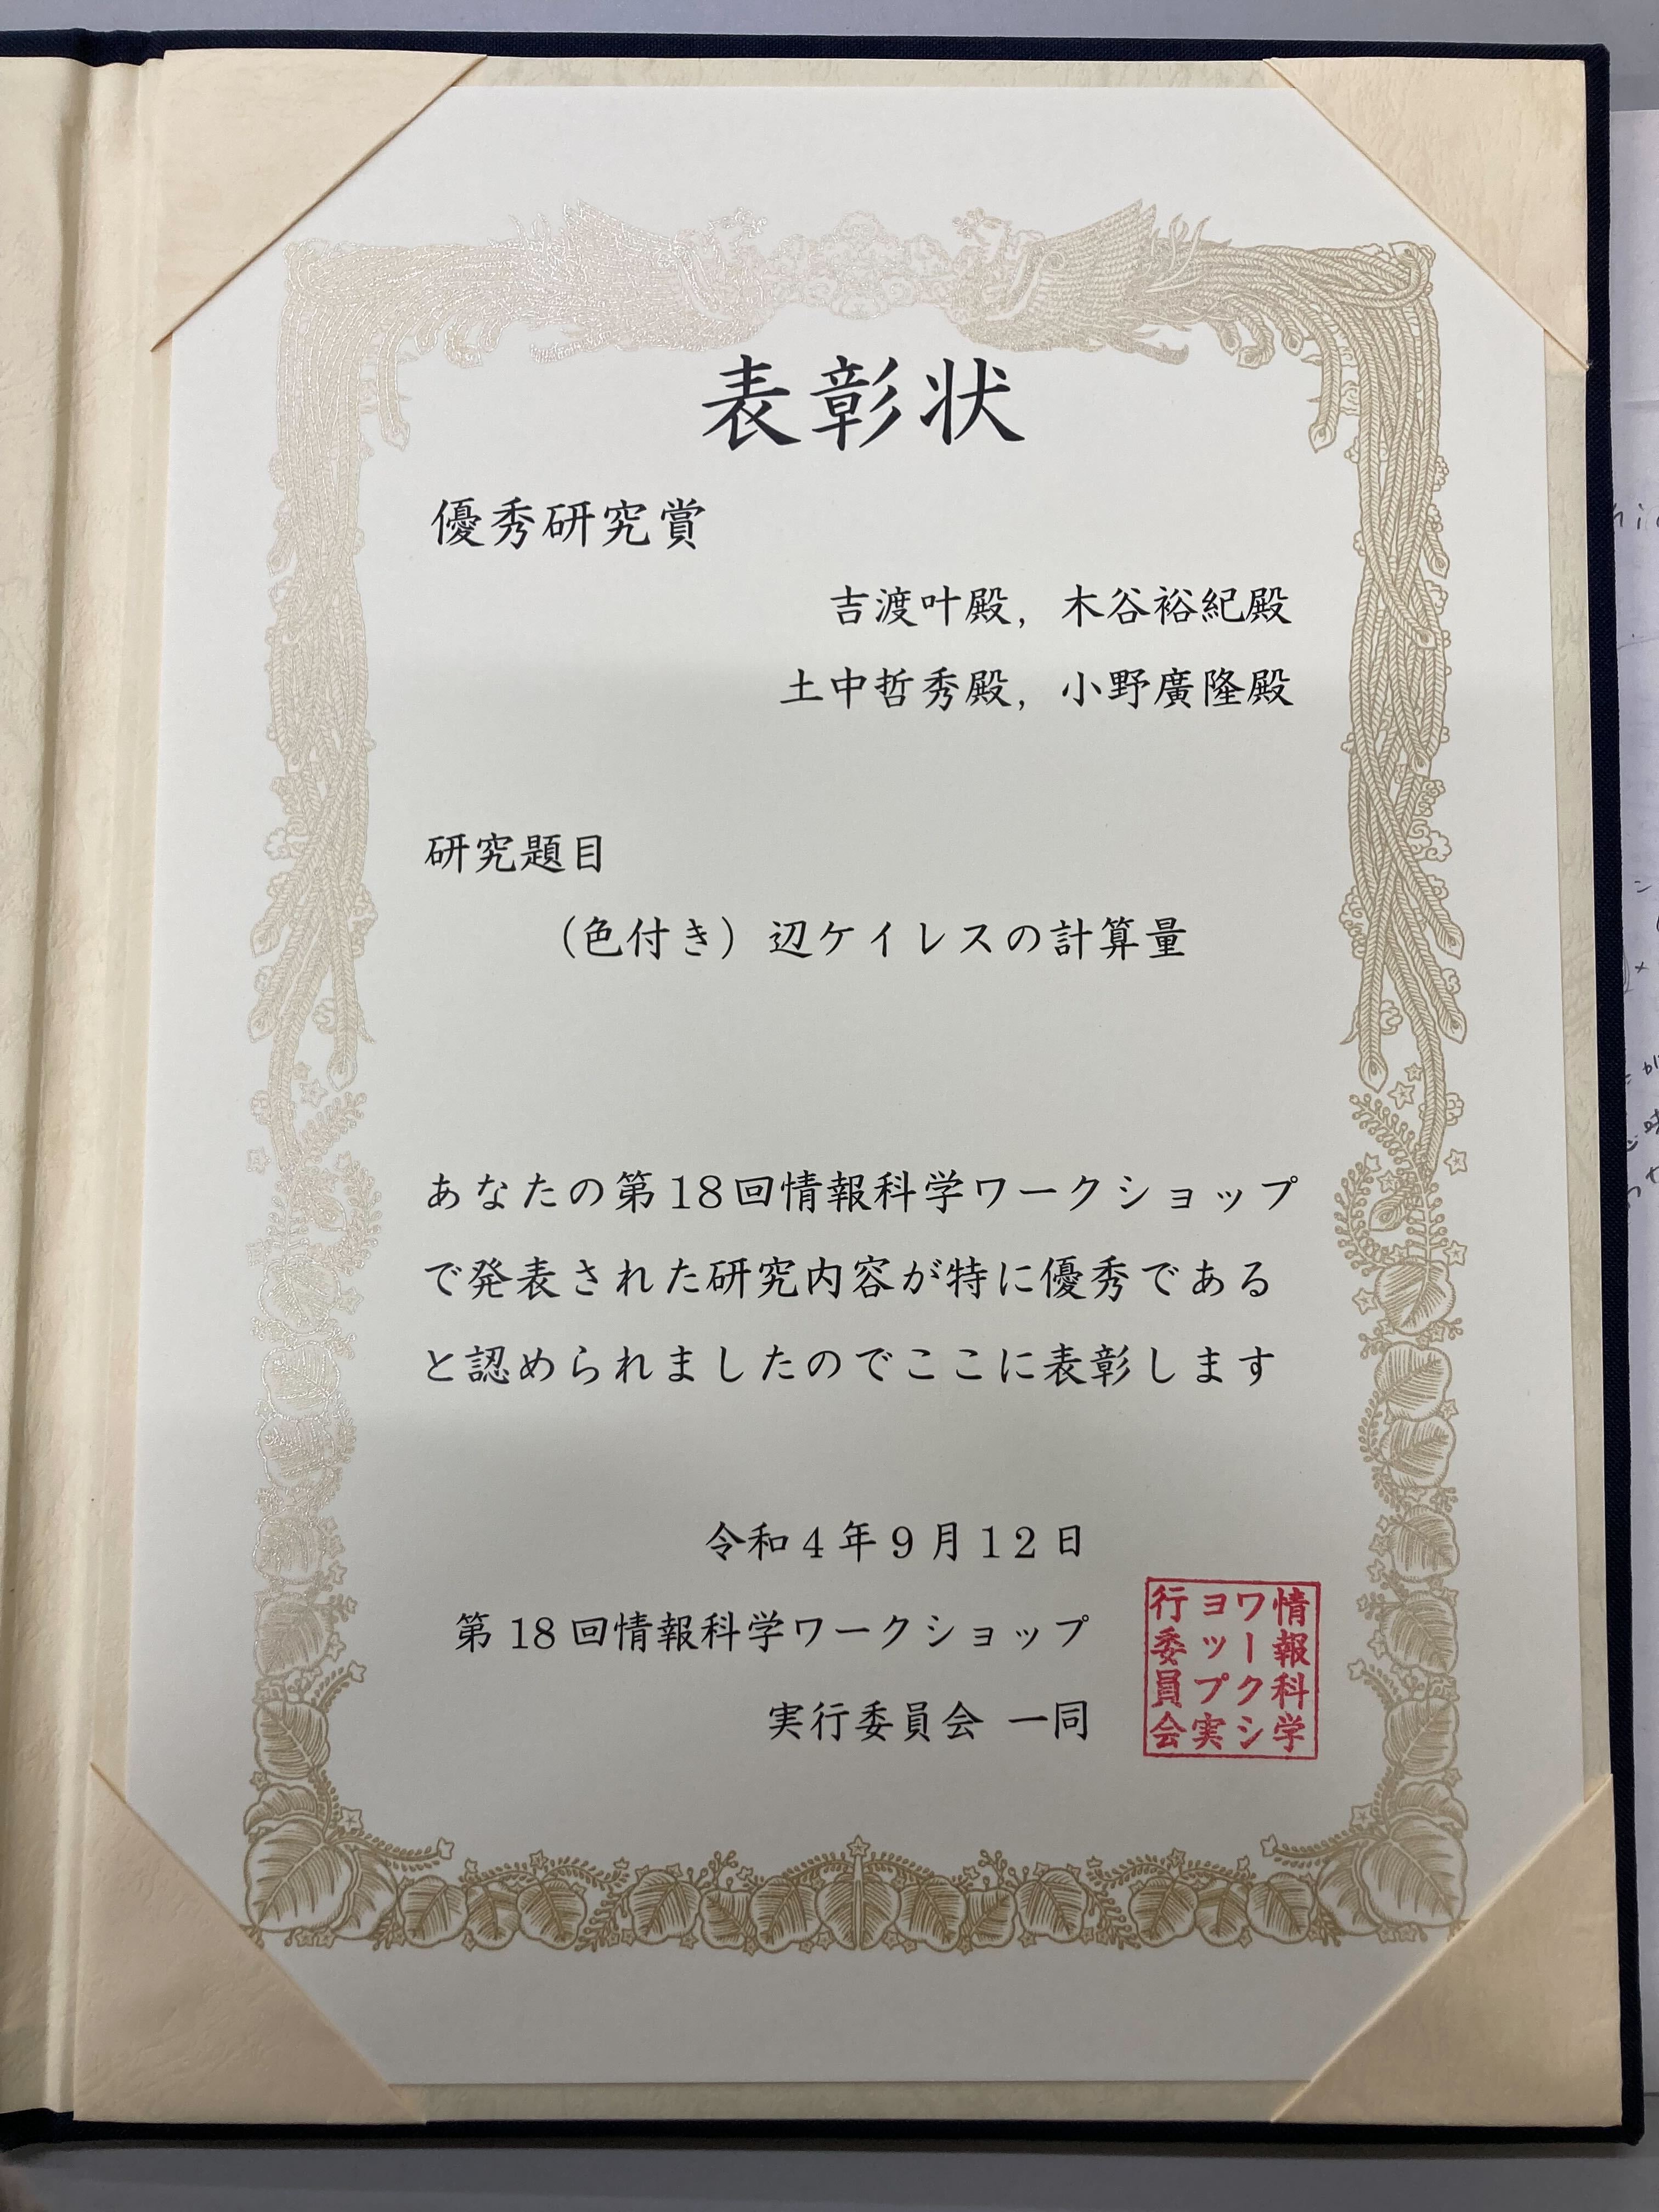 表彰状
優秀研究賞
吉渡叶殿，木谷裕紀殿
土中哲秀殿，小野廣隆殿
研究題目
（色付き）辺ケイレスの計算量
あなたの第18回情報科学ワークショップ
で発表された研究内容が特に優秀である
と認められましたのでここに表彰します
令和4年9月12日
第18回情報科学ワークショップ
実行委員会 一同
情報科学
ワークシ
ョップ実
行委員会